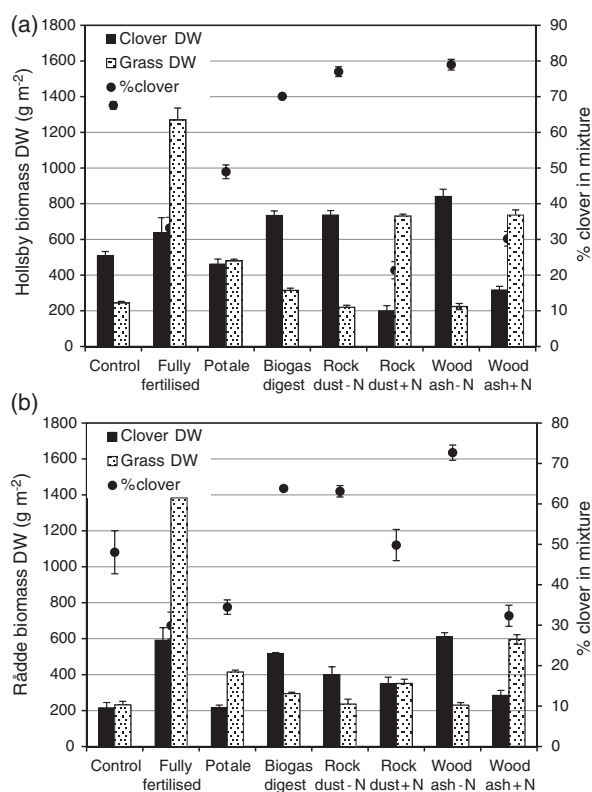 (a)
1800
1600
1400
1200
1000
800
600
400
200
0
Hollsby biomass DW (g m-2)
Clover DW
Grass DW
%clover
90
80
70
60
50
40
30
20
10
0
% clover in mixture
Control
Fully fertilised
Potale
Biogas digest
Rock dust-N
Rock dust+N
Wood ash-N
Wood ash+N
(b)
1800
1600
1400
1200
1000
800
600
400
200
0
Rådde biomass DW (g m-2)
Clover DW
Grass DW
%clover
80
70
60
50
40
30
20
10
0
% clover in mixture
Control
Fully fertilised
Potale
Biogas digest
Rock dust-N
Rock dust+N
Wood ash-N
Wood ash+N